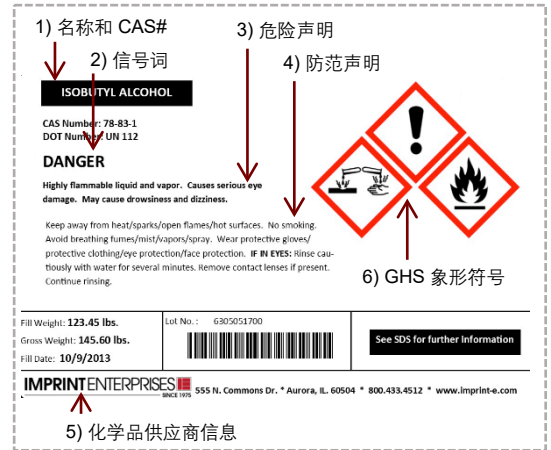 1) 名称和 CAS#
3) 危险声明
2) 信号词
4) 防范声明
ISOBUTYL ALCOHOL
CAS Number: 78-83-1
DOT Number: UN 112
DANGER
Highly flammable liquid and vapor. Causes serious eye
damage. May cause drowsiness and dizziness.
Keep away from heat/sparks/open flames/hot surfaces. No smoking.
Avoid breathing fumes/mist/vapors/spray. Wear protective gloves/
protective clothing/eye protection/face protection. IF IN EYES: Rinse cau-
tiously with water for several minutes. Remove contact lenses if present.
Continue rinsing.
6) GHS 象形符号
Fill Weight: 123.45 lbs.
Gross Weight: 145.60 lbs.
Fill Date: 10/9/2013
Lot No.: 6305051700
See SDS for further Information
IMPRINT ENTERPRISES
SINCE 1975
555 N. Commons Dr. * Aurora, IL. 60504 * 800.433.4512 * www.imprint-e.com
5) 化学品供应商信息